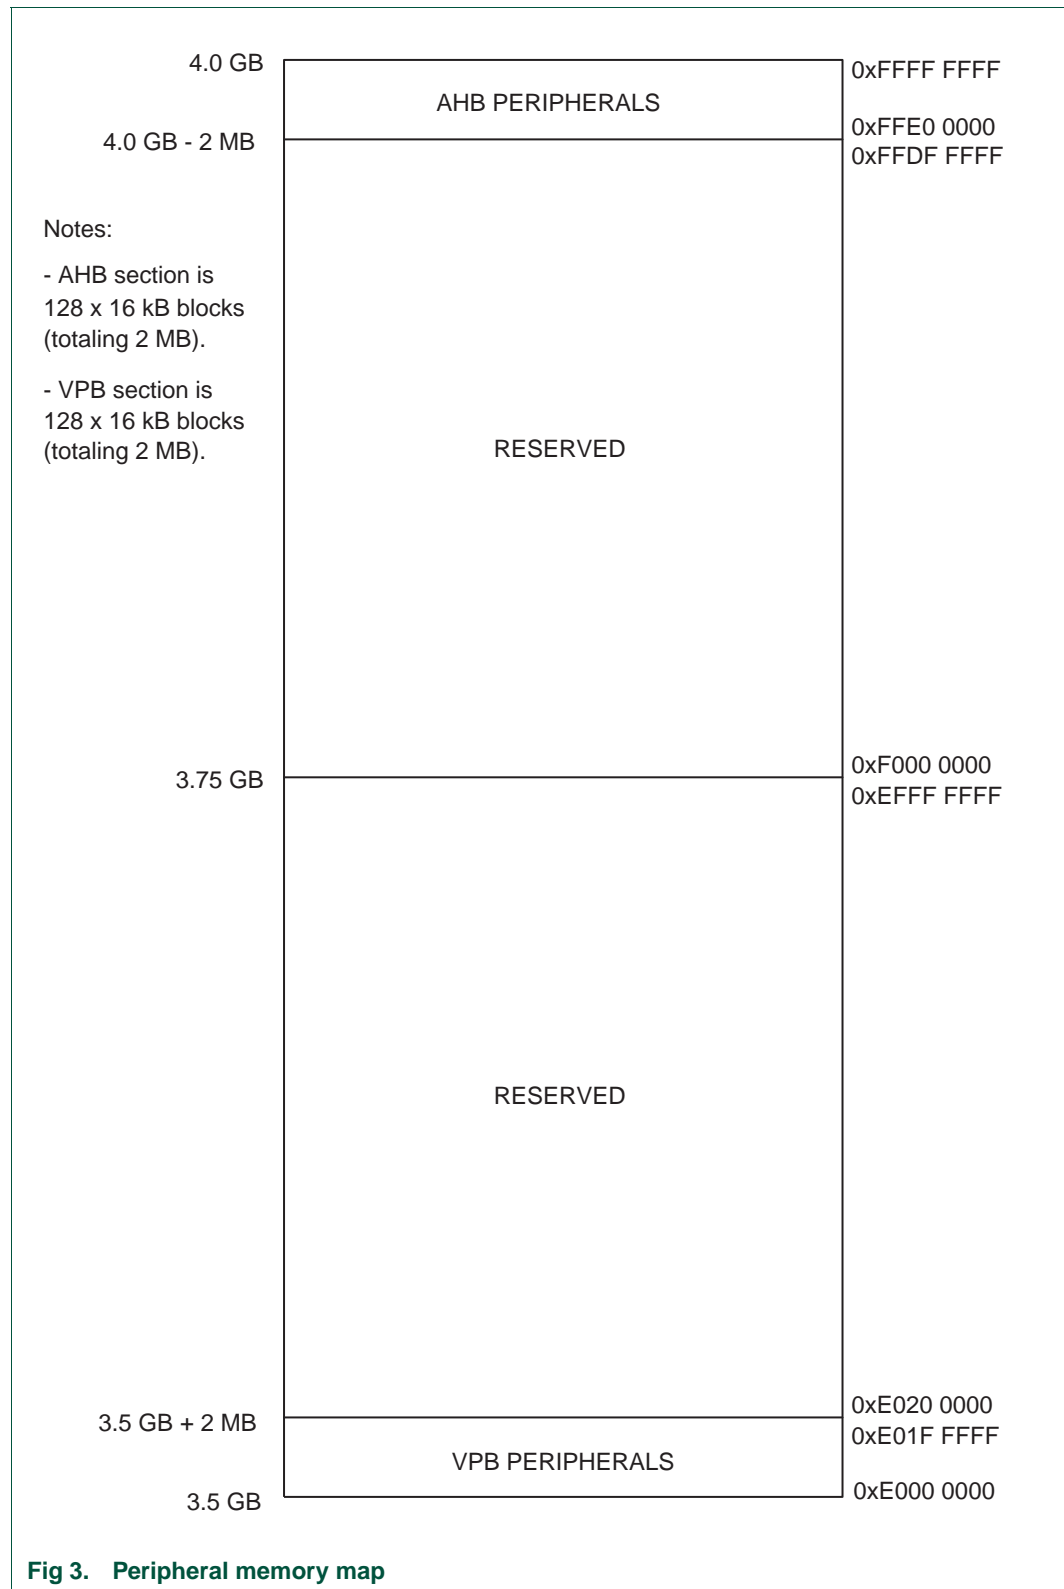 4.0 GB
0xFFFF FFFF
AHB PERIPHERALS
0xFFE0 0000
4.0 GB - 2 MB
0xFFDF FFFF
Notes:
- AHB section is
128 x 16 kB blocks
(totaling 2 MB).
- VPB section is
128 x 16 kB blocks
(totaling 2 MB).
RESERVED
0xF000 0000
3.75 GB
0xEFFF FFFF
RESERVED
0xE020 0000
3.5 GB + 2 MB
0xE01F FFFF
VPB PERIPHERALS
0xE000 0000
3.5 GB
Fig 3. Peripheral memory map